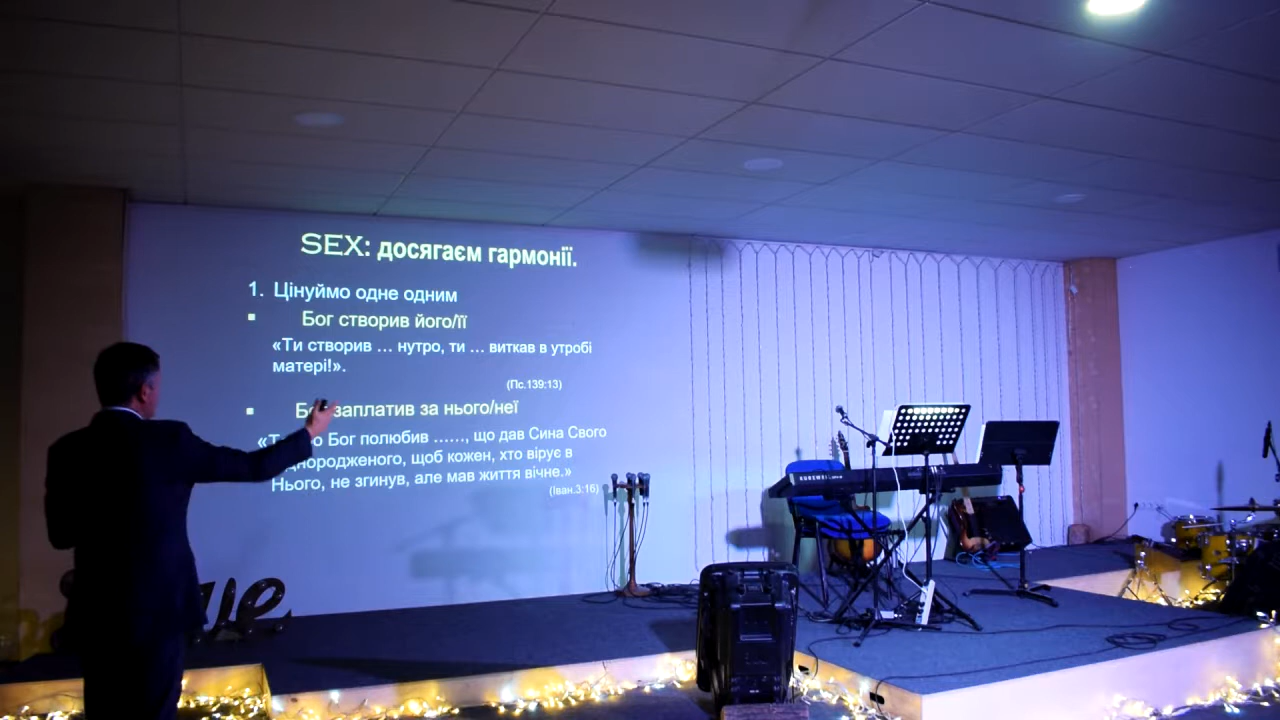 SEX: досягаєм гармонії.
1. Цінуймо одне одним
Бог створив його/її
«Ти створив … нутро, ти … виткав в утробі
матері!».
(Пс.139:13)
заплатив за нього/неї
Бог полюбив ……, що дав Сина Свого
щоб кожен, хто вірує в
Нього, не згинув, але мав життя вічне.»
(Іван.3:16)
KURZWEIL